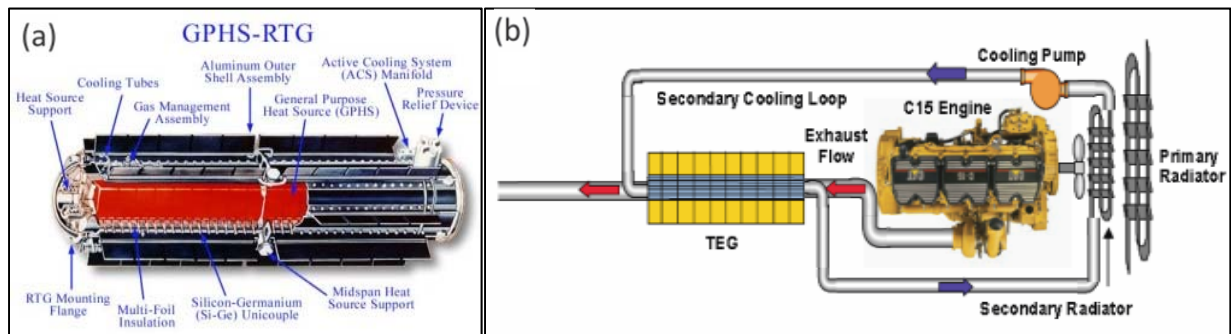 (a)
GPHS-RTG
Cooling Tubes
Heat Source
Support
Gas Management
Assembly
Aluminum Outer
Shell Assembly
General Purpose
Heat Source (GPHS)
Active Cooling System
(ACS) Manifold
Pressure
Relief Device
RTG Mounting
Flange
Multi-Foil
Insulation
Silicon-Germanium
(Si-Ge) Unicouple
Midspan Heat
Source Support
(b)
Cooling Pump
Secondary Cooling Loop
C15 Engine
Exhaust
Flow
Primary
Radiator
TEG
Secondary Radiator